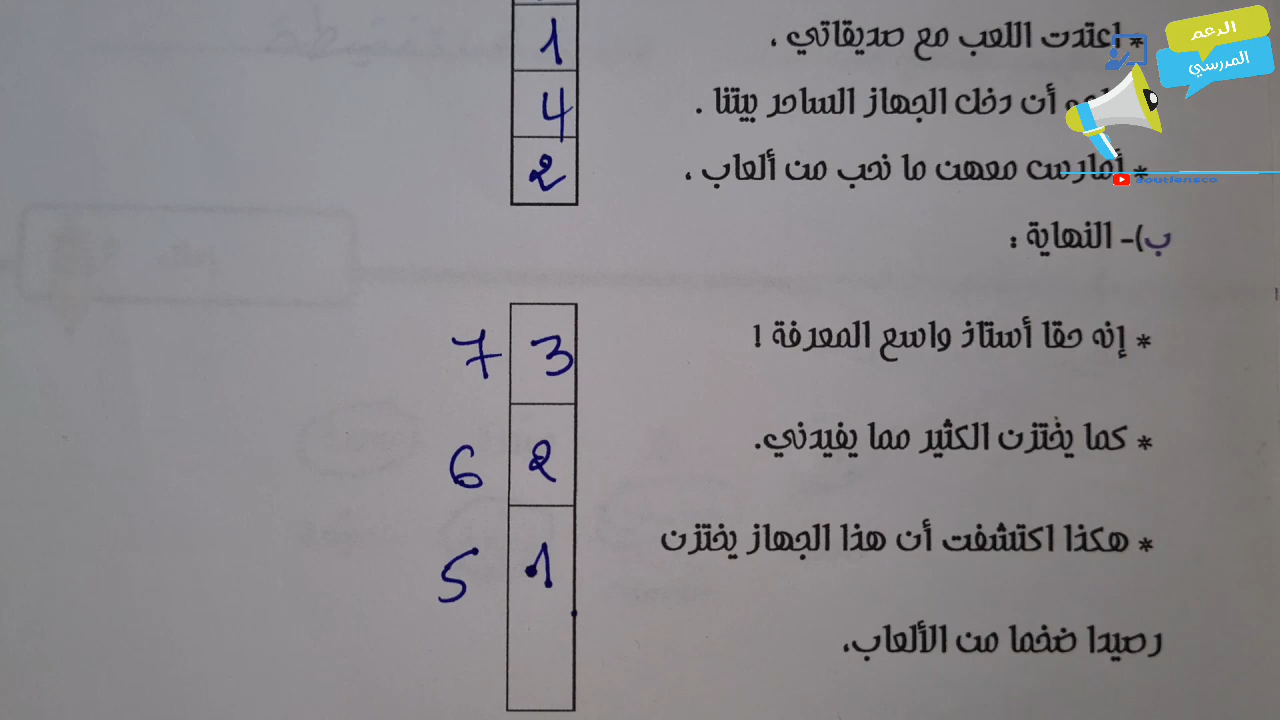 الدعم
المدرسي
* اعتدت اللعب مع صديقاتي ، 1
أن دخل الجهاز الساحر بيتنا . 4
* أمارس معهن ما نحب من ألعاب ، 2
soutiensco
ب)- النهاية :
* إنه حقا أستاذ واسع المعرفة ! 3 7
* كما يختزن الكثير مما يفيدني. 2 6
* هكذا اكتشفت أن هذا الجهاز يختزن 1 5
رصيدا ضخما من الألعاب،